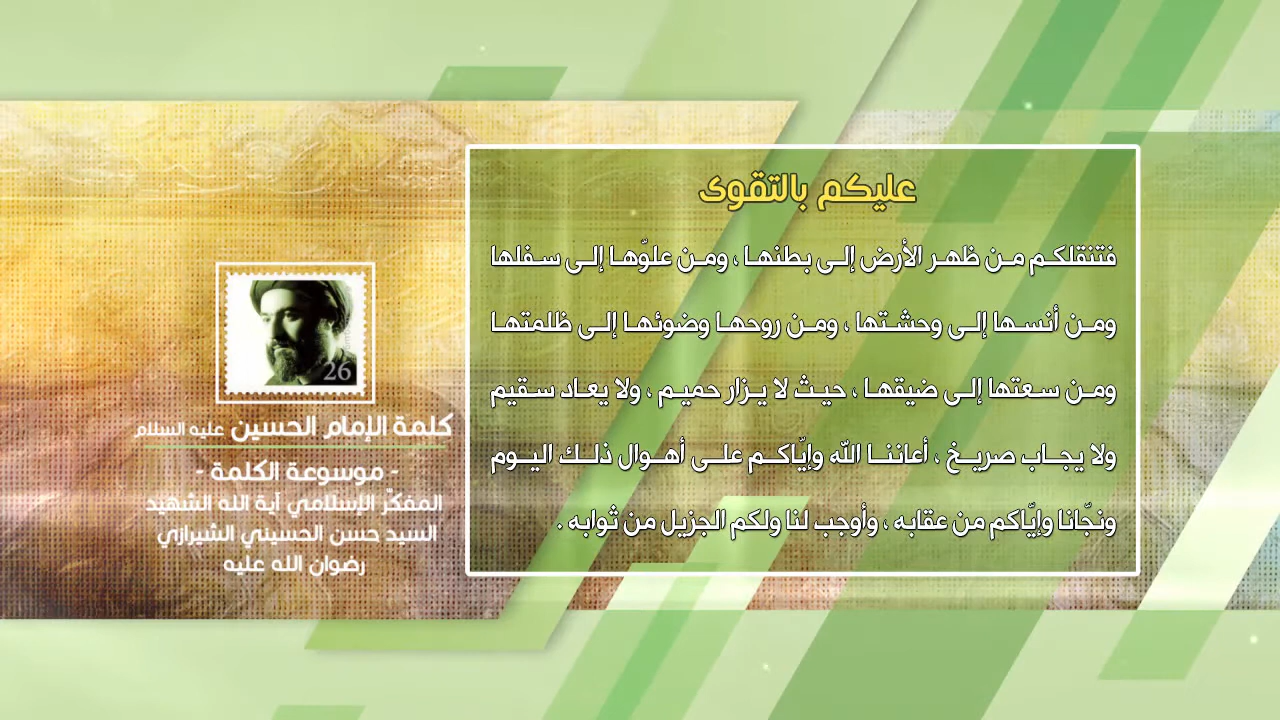 عليكم بالتقوى
فتنقلكم من ظهر الأرض إلى بطنها ، ومن علوّها إلى سفلها
ومن أنسها إلى وحشتها ، ومن روحها وضوئها إلى ظلمتها
ومن سعتها إلى ضيقها ، حيث لا يزار حميم ، ولا يعاد سقيم
ولا يجاب صريخ ، أعاننا الله وإيّاكم على أهوال ذلك اليوم
ونجّانا وإيّاكم من عقابه ، وأوجب لنا ولكم الجزيل من ثوابه .
26
كلمة الإمام الحسين عليه السلام
- موسوعة الكلمة -
المفكّر الإسلامي آية الله الشهيد
السيد حسن الحسيني الشيرازي
رضوان الله عليه